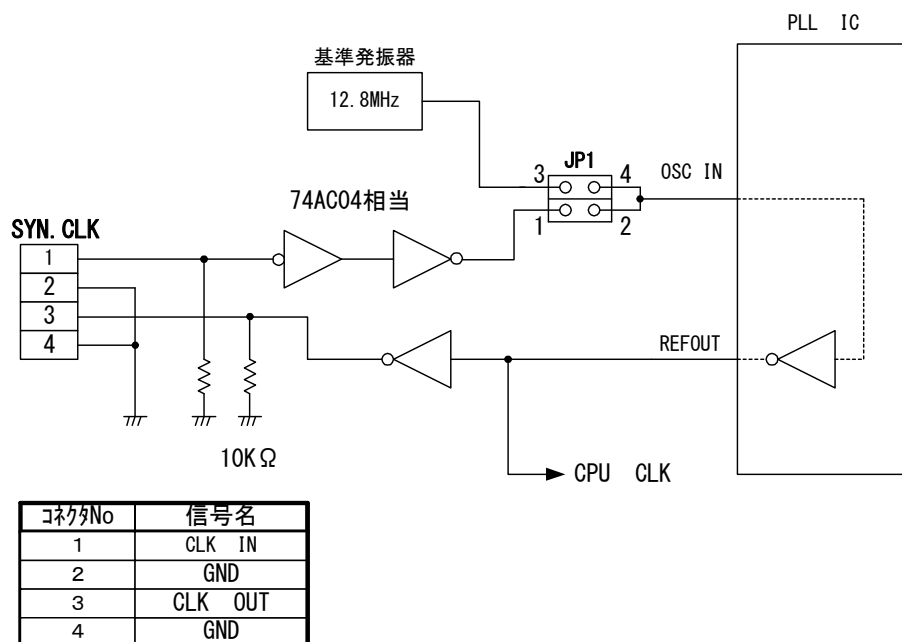 PLL IC
基準発振器
12.8MHz
JP1
3 4
1 2
OSC IN
74AC04相当
SYN.CLK
1
2
3
4
REFOUT
10KΩ
CPU CLK
ｺﾈｸﾀNo 信号名
1 CLK IN
2 GND
3 CLK OUT
4 GND